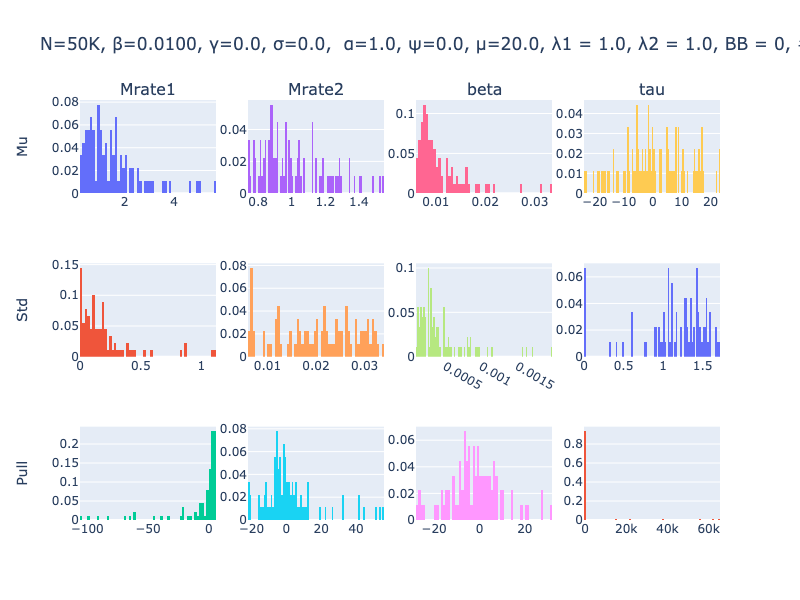 N=50K, β=0.0100, γ=0.0, σ=0.0, α=1.0, ψ=0.0, μ=20.0, λ1 = 1.0, λ2 = 1.0, BB = 0,
Mrate1 Mrate2 beta tau
Mu
0.08 0.06 0.04 0.02 0
2 4
0.04 0.02 0
0.8 1 1.2 1.4
0.1 0.05 0
0.01 0.02 0.03
0.04 0.03 0.02 0.01 0
−20 −10 0 10 20
Std
0.15 0.1 0.05 0
0 0.5 1
0.08 0.06 0.04 0.02 0
0.01 0.02 0.03
0.1 0.05 0
0.0005 0.001 0.0015
0.06 0.04 0.02 0
0 0.5 1 1.5
Pull
0.2 0.15 0.1 0.05 0
−100 −50 0
0.08 0.06 0.04 0.02 0
−20 0 20 40
0.06 0.04 0.02 0
−20 0 20
0.8 0.6 0.4 0.2 0
0 20k 40k 60k